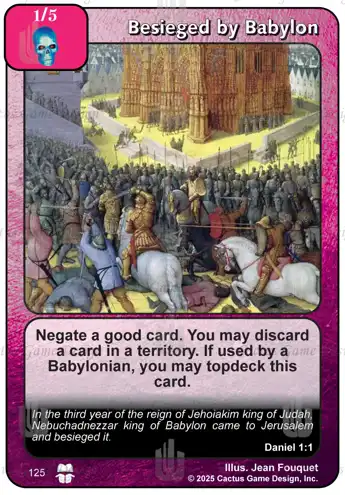 1/5
Besieged by Babylon
Negate a good card. You may discard
a card in a territory. If used by a
Babylonian, you may topdeck this
card.
In the third year of the reign of Jehoiakim king of Judah,
Nebuchadnezzar king of Babylon came to Jerusalem
and besieged it.
Daniel 1:1
125
Illus. Jean Fouquet
© 2025 Cactus Game Design, Inc.